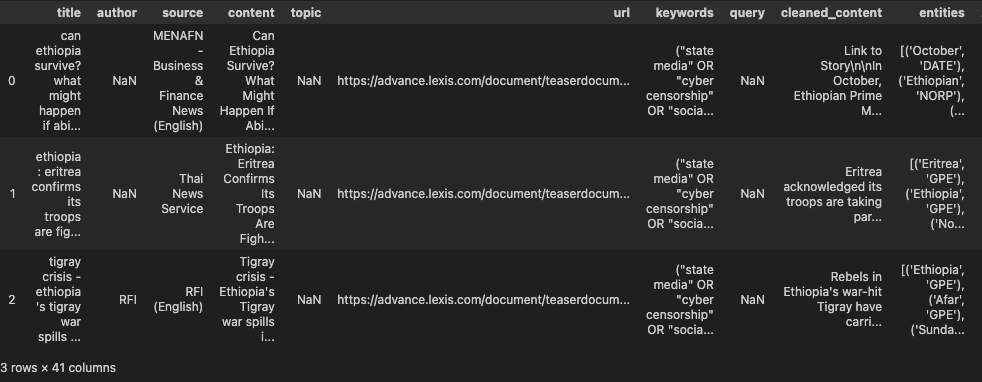 title author source content topic url keywords query cleaned_content entities
can MENAFN Can ("state Link to [('October',
ethiopia - Ethiopia media" OR Story\n\nIn 'DATE'),
survive? Business Survive? "cyber October, ('Ethiopian',
0 what NaN & What NaN https://advance.lexis.com/document/teaserdocum... censorship" NaN Ethiopian Prime 'NORP'),
might Finance Might OR "socia... M... (...
happen News Happen If
if abi... (English) Abi...
ethiopia Ethiopia: ("state Eritrea [('Eritrea',
: eritrea Eritrea media" OR acknowledged its 'GPE'),
confirms Thai Confirms "cyber troops are taking ('Ethiopia',
1 its NaN News Its NaN https://advance.lexis.com/document/teaserdocum... censorship" NaN par... 'GPE'),
troops Service Troops OR "socia... ('No...
are fig... Are
Figh...
tigray Tigray ("state Rebels in [('Ethiopia',
crisis - crisis - media" OR Ethiopia's war-hit 'GPE'),
ethiopia RFI Ethiopia's "cyber Tigray have ('Afar',
2 's tigray RFI (English) Tigray NaN https://advance.lexis.com/document/teaserdocum... censorship" NaN carri... 'GPE'),
war war spills OR "socia... ('Sunda...
spills ... i...
3 rows × 41 columns